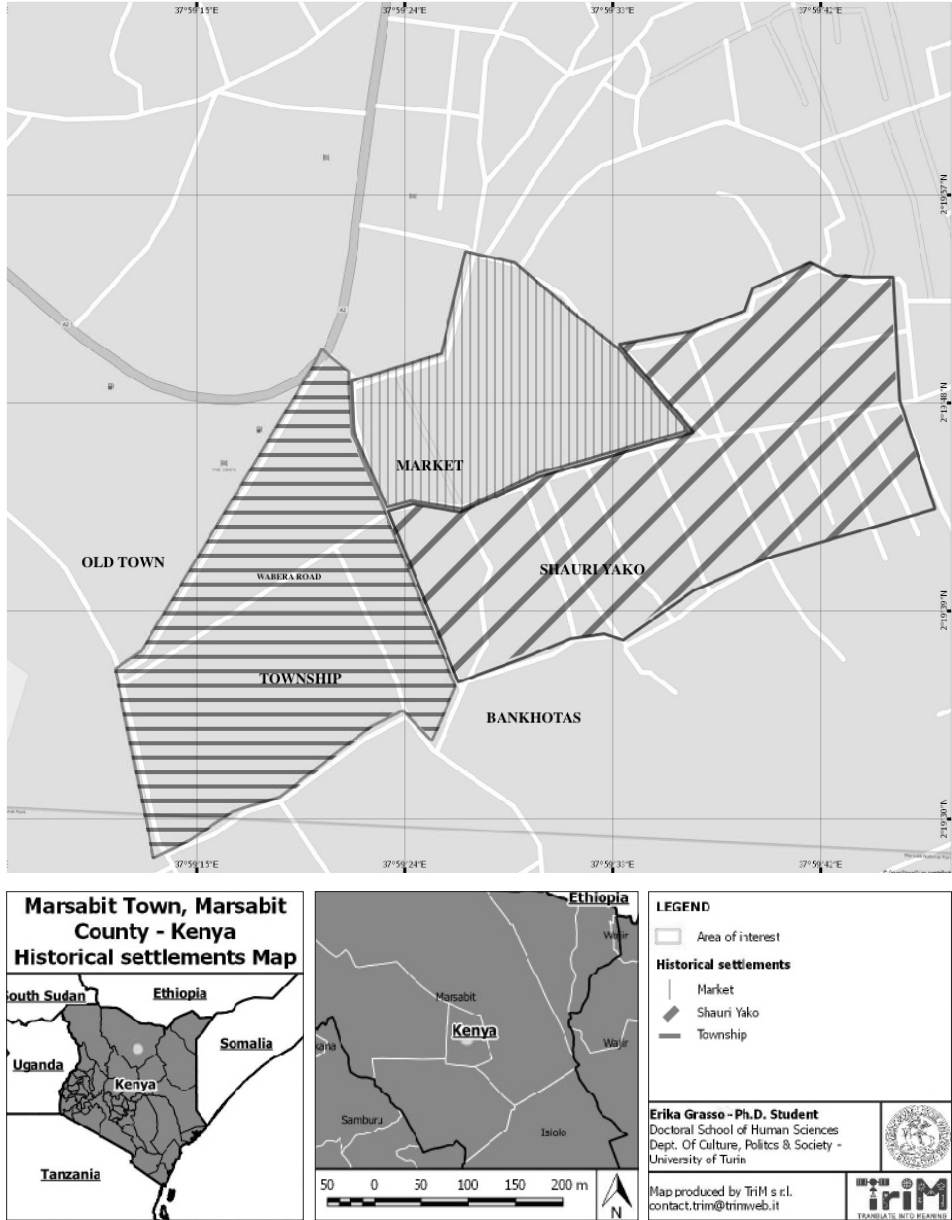 37°59'15"E 37°59'24"E 37°59'33"E 37°59'42"E
2°19'57"N
A2
A2
2°19'48"N
MARKET
OLD TOWN
SHAURI YAKO
WABERA ROAD
2°19'39"N
TOWNSHIP
BANKHOTAS
2°19'30"N
37°59'15"E 37°59'24"E 37°59'33"E 37°59'42"E
Marsabit Town, Marsabit
County - Kenya
Historical settlements Map
South Sudan
Ethiopia
Somalia
Uganda
Kenya
Tanzania
Ethiopia
Wajir
Marsabit
Kenya
Wajir
Samburu
Isiolo
50 0 50 100 150 200 m
N
LEGEND
Area of interest
Historical settlements
Market
Shauri Yako
Township
Erika Grasso - Ph.D. Student
Doctoral School of Human Sciences
Dept. Of Culture, Politcs & Society -
University of Turin
Map produced by TriM s.r.l.
contact.trim@trimweb.it
TriM
TRANSLATE INTO MEANING